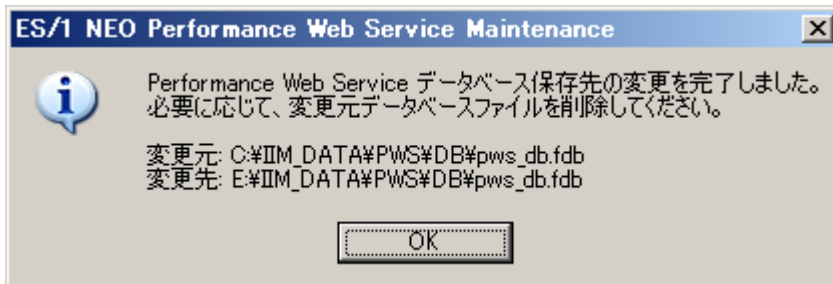 ES/1 NEO Performance Web Service Maintenance
Performance Web Service データベース保存先の変更を完了しました。
必要に応じて、変更元データベースファイルを削除してください。
変更元: C:¥IIM_DATA¥PWS¥DB¥pws_db.fdb
変更先: E:¥IIM_DATA¥PWS¥DB¥pws_db.fdb
OK